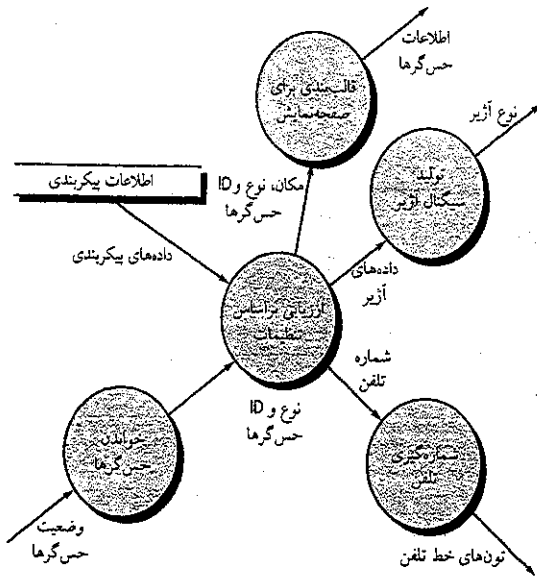 اطلاعات
حس‌گرها
قالب‌بندی برای
صفحه‌نمایش
نوع آژیر
تولید
سیگنال آژیر
اطلاعات پیکربندی
مکان، نوع و ID
حس‌گرها
داده‌های پیکربندی
داده‌های
آژیر
ارزیابی براساس
تنظیمات
شماره
تلفن
نوع و ID
حس‌گرها
خواندن
حس‌گرها
شماره‌گیری
تلفن
وضعیت
حس‌گرها
تون‌های خط تلفن